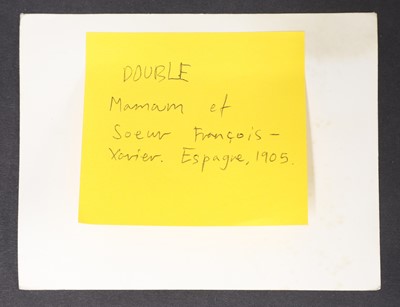 DOUBLE
Mamam et
Soeur François-
Xavier. Espagne, 1905.